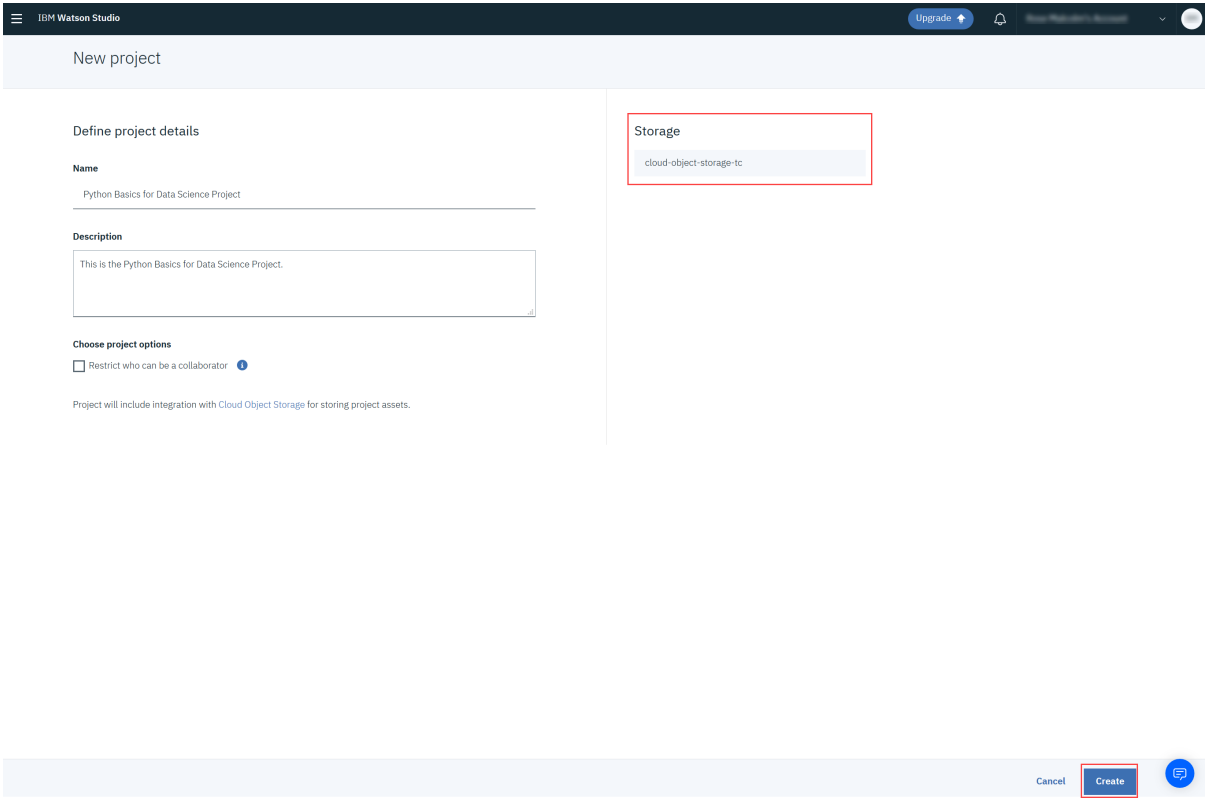 IBM Watson Studio
Upgrade
New project
Define project details
Name
Python Basics for Data Science Project
Description
This is the Python Basics for Data Science Project.
Choose project options
Restrict who can be a collaborator
Project will include integration with Cloud Object Storage for storing project assets.
Storage
cloud-object-storage-tc
Cancel
Create